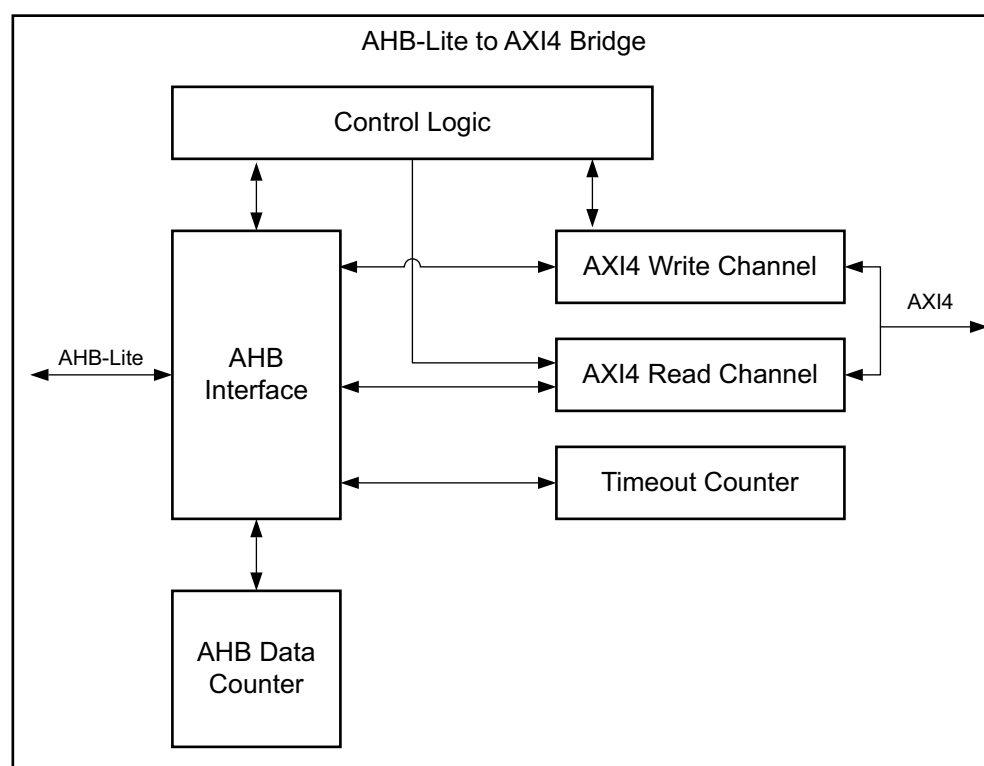 AHB-Lite to AXI4 Bridge
Control Logic
AXI4 Write Channel
AXI4
AHB-Lite
AHB
Interface
AXI4 Read Channel
Timeout Counter
AHB Data
Counter